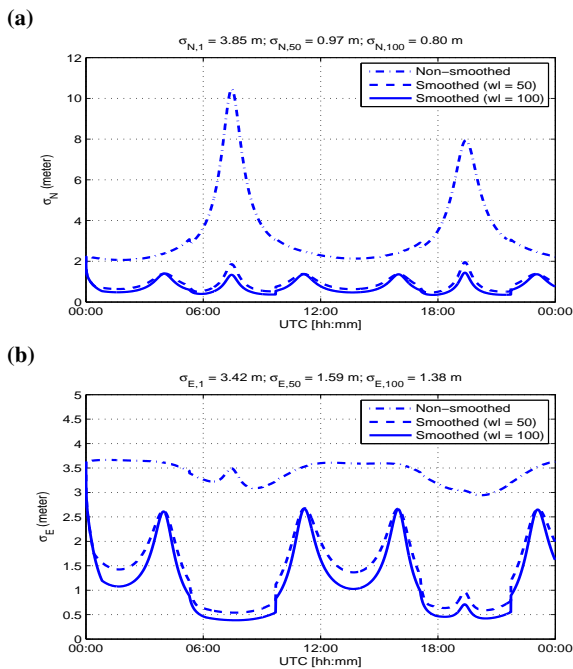 (a)
σN,1 = 3.85 m; σN,50 = 0.97 m; σN,100 = 0.80 m
Non-smoothed
Smoothed (wl = 50)
Smoothed (wl = 100)
12
10
8
6
4
2
0
σN (meter)
00:00 06:00 12:00 18:00 00:00
UTC [hh:mm]
(b)
σE,1 = 3.42 m; σE,50 = 1.59 m; σE,100 = 1.38 m
Non-smoothed
Smoothed (wl = 50)
Smoothed (wl = 100)
5
4.5
4
3.5
3
2.5
2
1.5
1
0.5
0
σE (meter)
00:00 06:00 12:00 18:00 00:00
UTC [hh:mm]